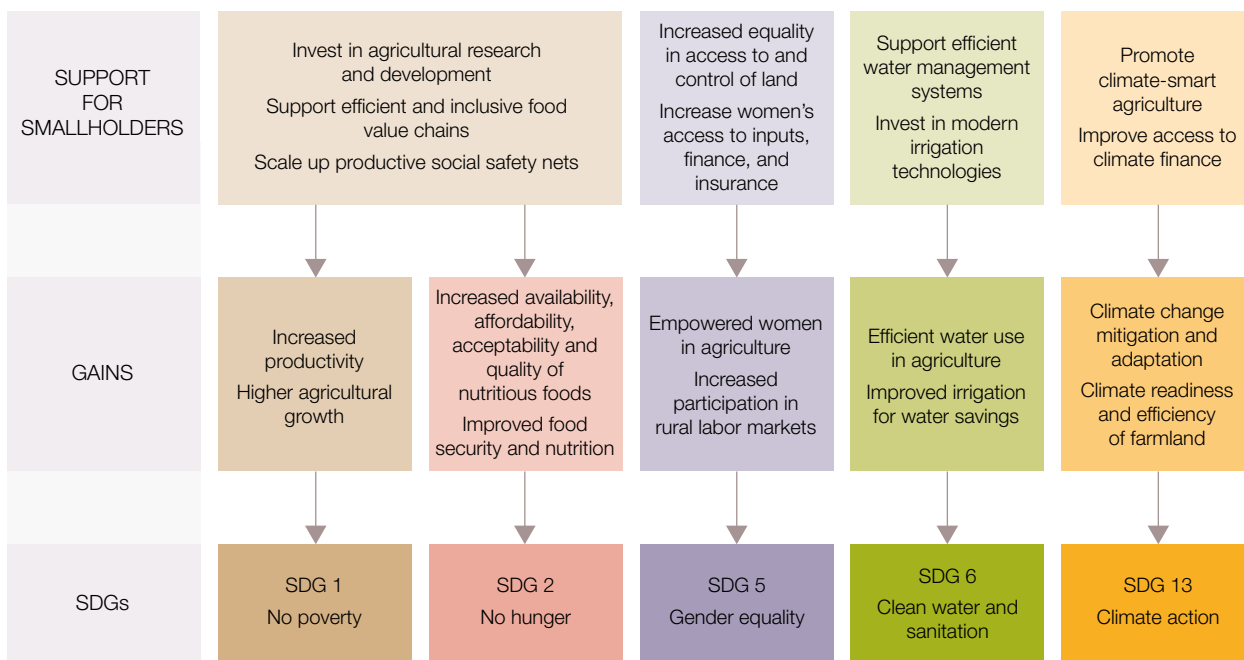 SUPPORT
FOR
SMALLHOLDERS
Invest in agricultural research
and development
Support efficient and inclusive food
value chains
Scale up productive social safety nets
Increased equality
in access to and
control of land
Increase women's
access to inputs,
finance, and
insurance
Support efficient
water management
systems
Invest in modern
irrigation
technologies
Promote
climate-smart
agriculture
Improve access to
climate finance
GAINS
Increased
productivity
Higher agricultural
growth
Increased availability,
affordability,
acceptability and
quality of
nutritious foods
Improved food
security and nutrition
Empowered women
in agriculture
Increased
participation in
rural labor markets
Efficient water use
in agriculture
Improved irrigation
for water savings
Climate change
mitigation and
adaptation
Climate readiness
and efficiency
of farmland
SDGs
SDG 1
No poverty
SDG 2
No hunger
SDG 5
Gender equality
SDG 6
Clean water and
sanitation
SDG 13
Climate action